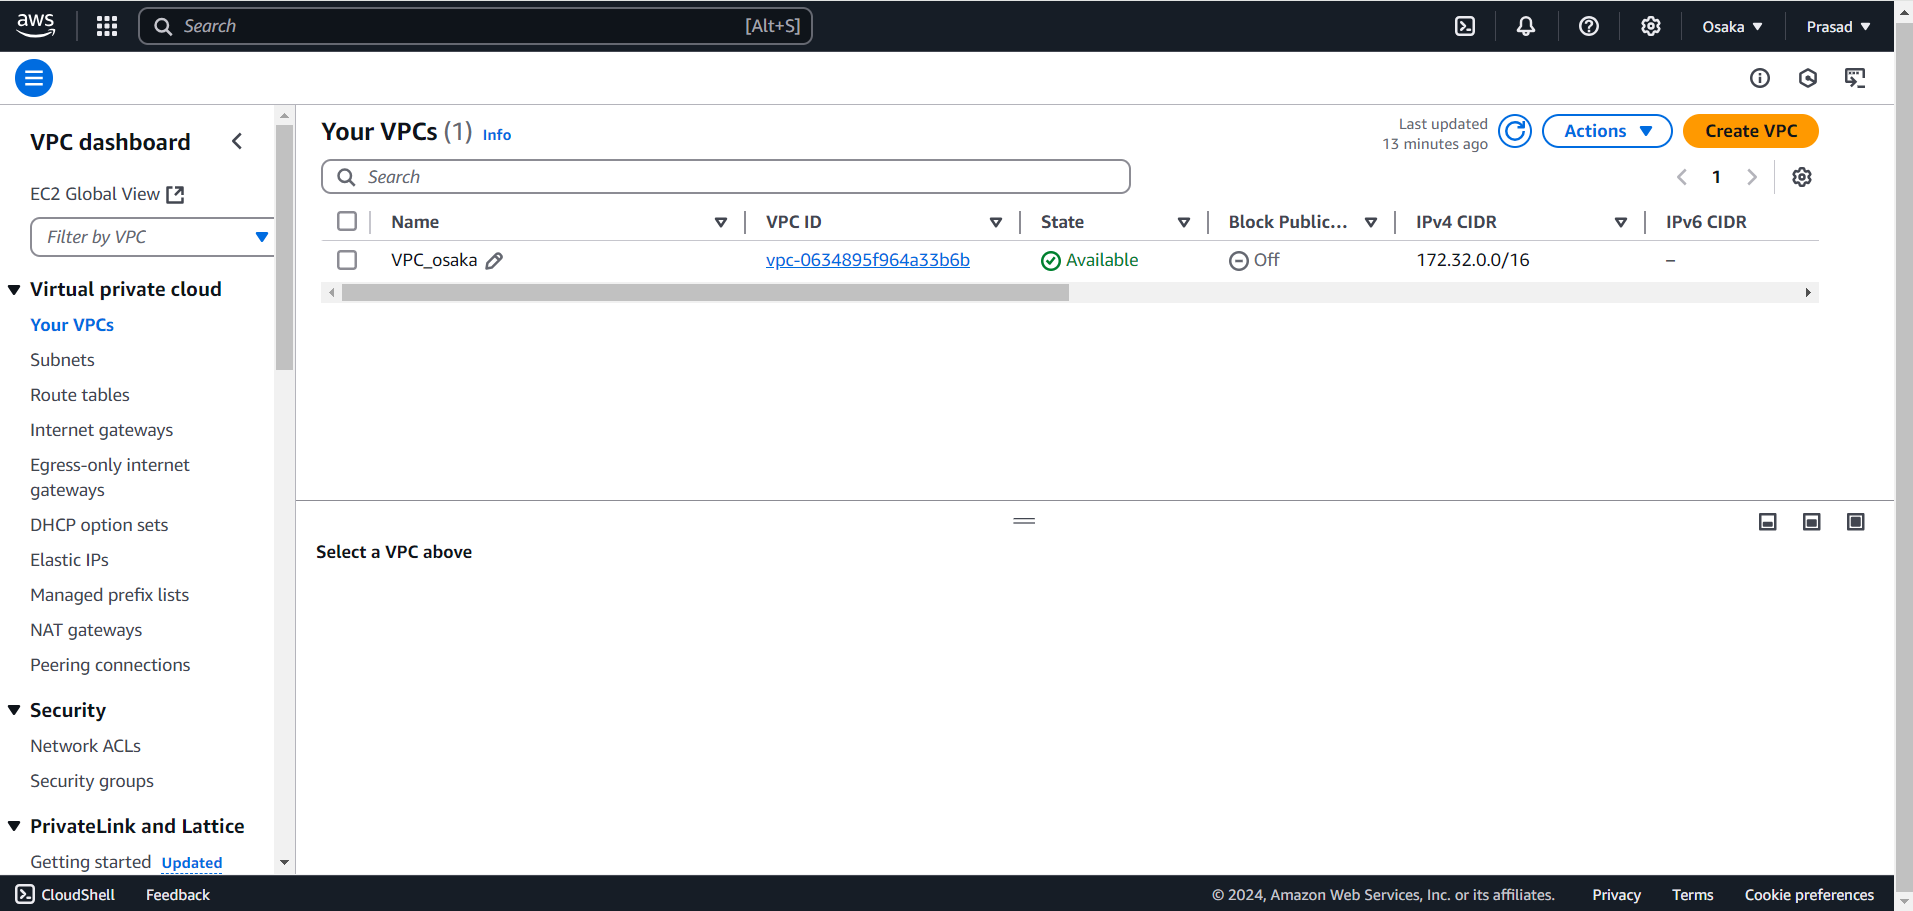 aws
Search [Alt+S]
Osaka
Prasad
VPC dashboard
EC2 Global View
Filter by VPC
Virtual private cloud
Your VPCs
Subnets
Route tables
Internet gateways
Egress-only internet
gateways
DHCP option sets
Elastic IPs
Managed prefix lists
NAT gateways
Peering connections
Security
Network ACLs
Security groups
PrivateLink and Lattice
Getting started Updated
Your VPCs (1) Info
Last updated
13 minutes ago
Actions
Create VPC
Search
1
Name VPC ID State Block Public... IPv4 CIDR IPv6 CIDR
VPC_osaka vpc-0634895f964a33b6b Available Off 172.32.0.0/16 –
Select a VPC above
CloudShell Feedback © 2024, Amazon Web Services, Inc. or its affiliates. Privacy Terms Cookie preferences